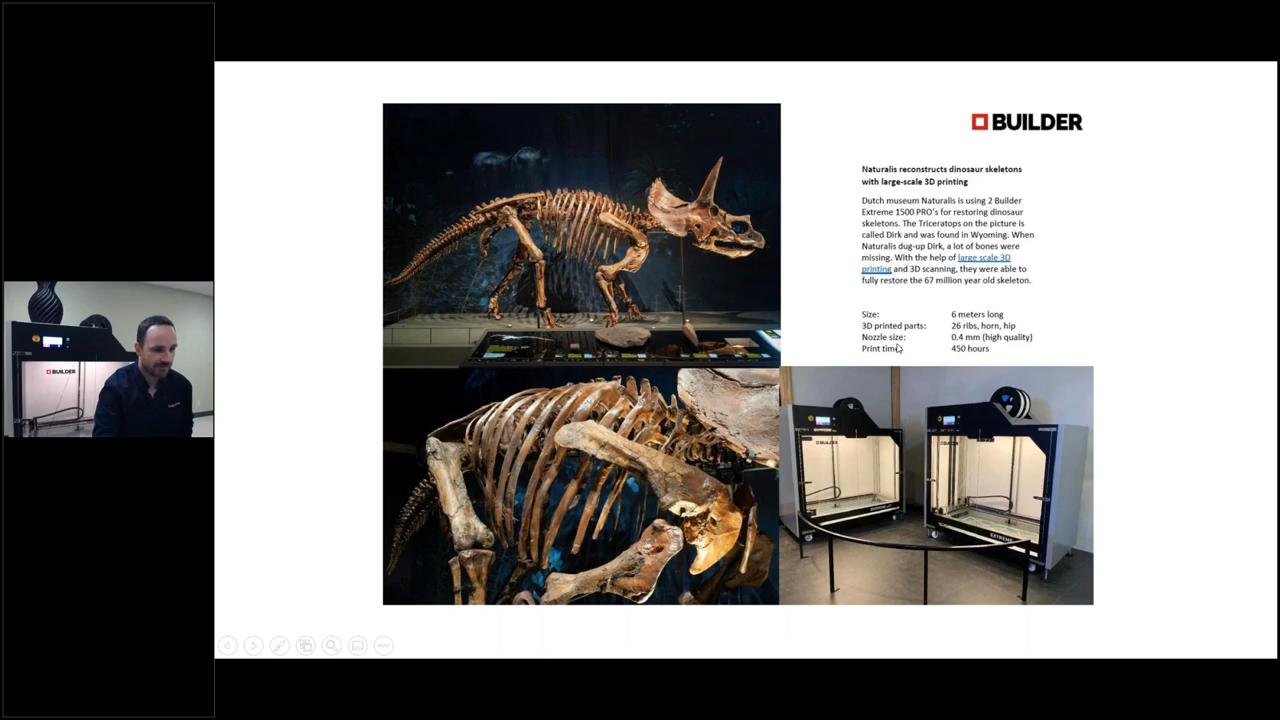 BUILDER
Naturalis reconstructs dinosaur skeletons
with large-scale 3D printing
Dutch museum Naturalis is using 2 Builder
Extreme 1500 PRO's for restoring dinosaur
skeletons. The Triceratops on the picture is
called Dirk and was found in Wyoming. When
Naturalis dug-up Dirk, a lot of bones were
missing. With the help of large scale 3D
printing and 3D scanning, they were able to
fully restore the 67 million year old skeleton.
Size: 6 meters long
3D printed parts: 26 ribs, horn, hip
Nozzle size: 0.4 mm (high quality)
Print time: 450 hours
BUILDER
BUILDER
BUILDER
EXTREME